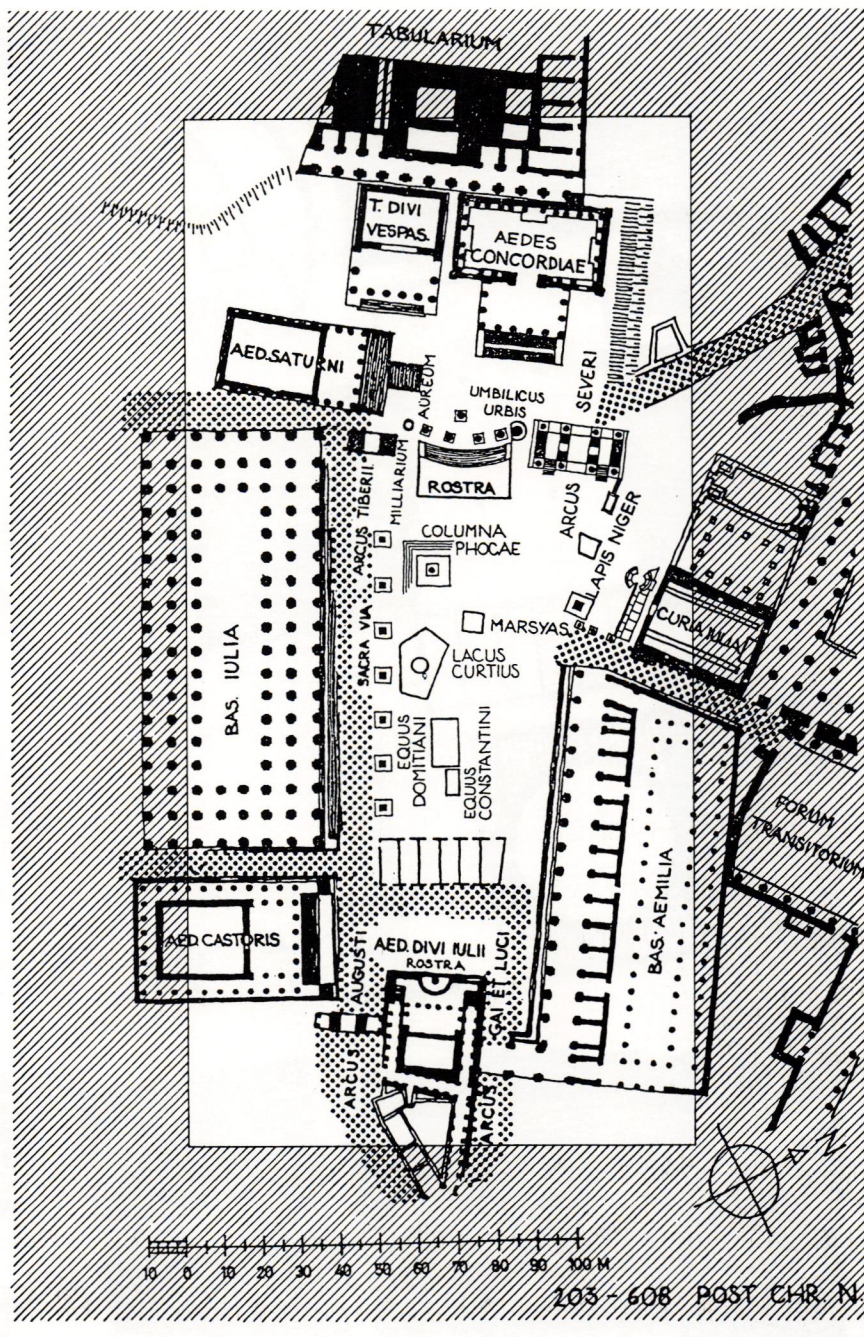 TABULARIUM
T. DIVI
VESPAS.
AEDES
CONCORDIAE
AED. SATURNI
MILLIARIUM AUREUM
UMBILICUS
URBIS
ARCUS SEVERI
ROSTRA
ARCUS TIBERII
COLUMNA
PHOCAE
LAPIS NIGER
CURIA IULIA
MARSYAS
SACRA VIA
LACUS
CURTIUS
BAS. IULIA
EQUUS
DOMITIANI
EQUUS
CONSTANTINI
FORUM
TRANSITORIUM
BAS. AEMILIA
AED. CASTORIS
AED. DIVI IULII
ROSTRA
ARCUS AUGUSTI
ARCUS GAI ET LUCI
N
10 0 10 20 30 40 50 60 70 80 90 100 M
203 - 608 POST CHR. N.